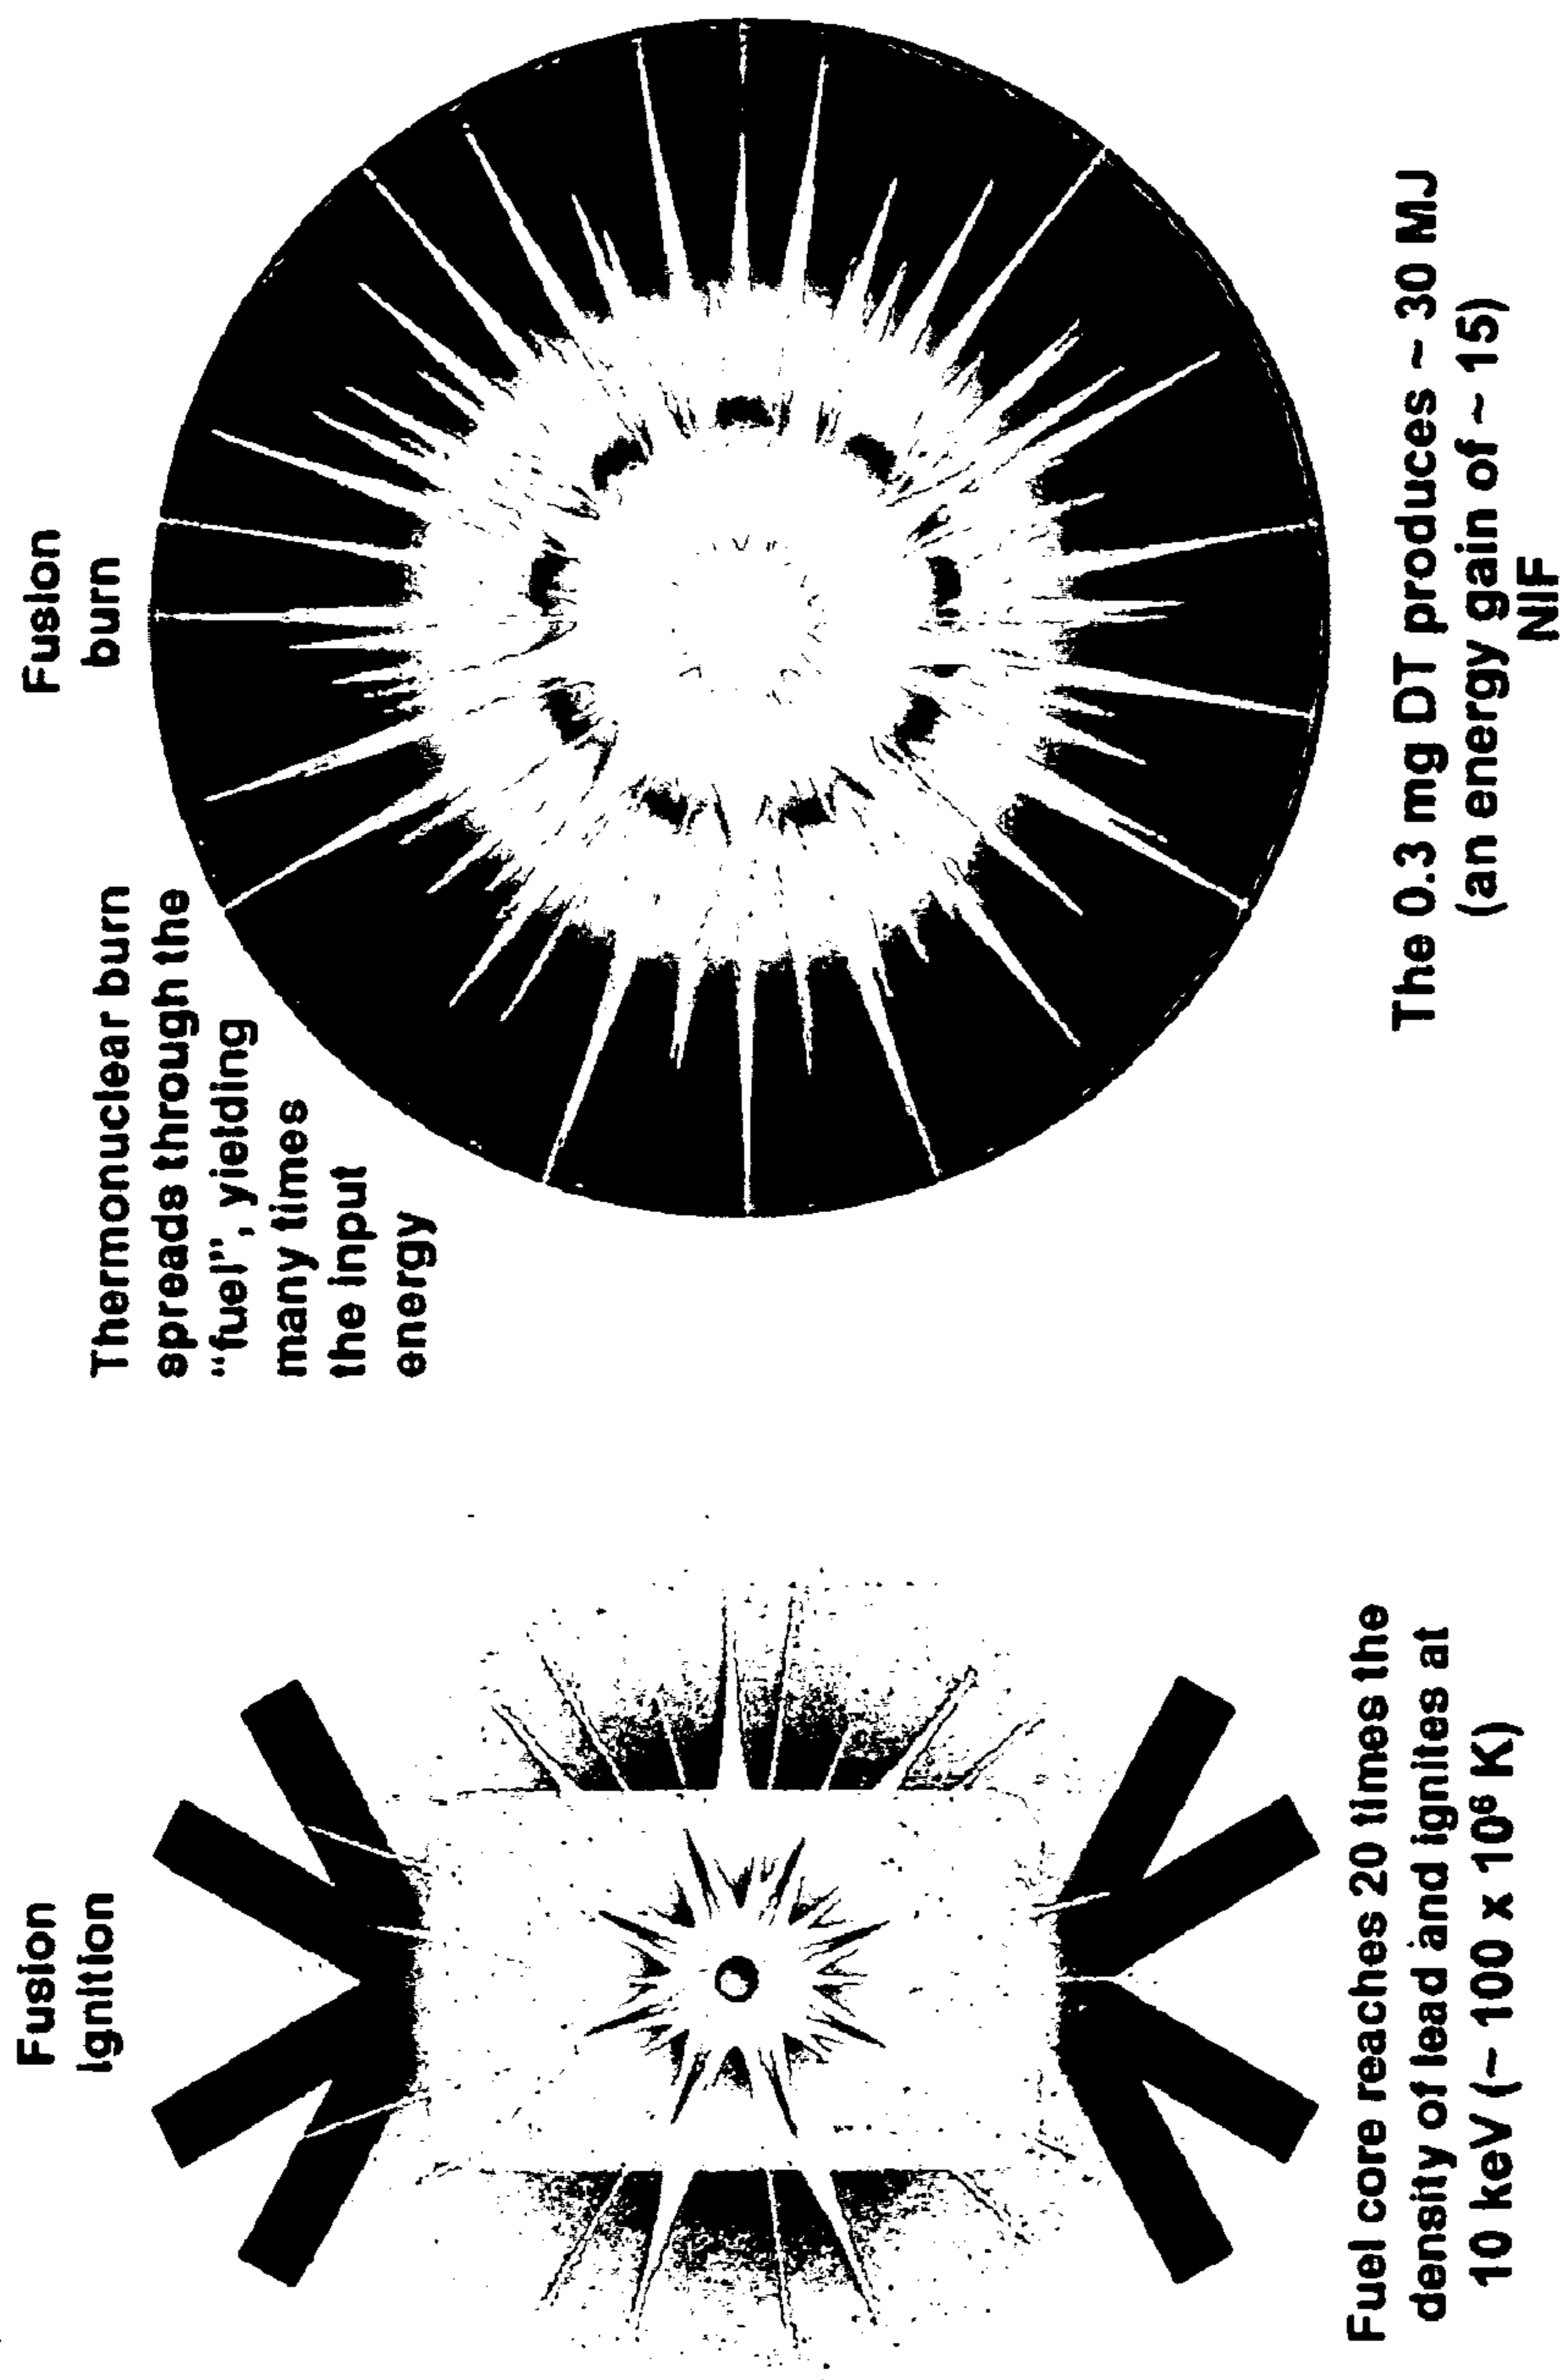 Fusion
Ignition
Fuel core reaches 20 times the
density of lead and ignites at
10 keV (~ 100 x 10⁶ K)
Fusion
burn
Thermonuclear burn
spreads through the
"fuel", yielding
many times
the input
energy
The 0.3 mg DT produces ~ 30 MJ
(an energy gain of ~ 15)
NIF